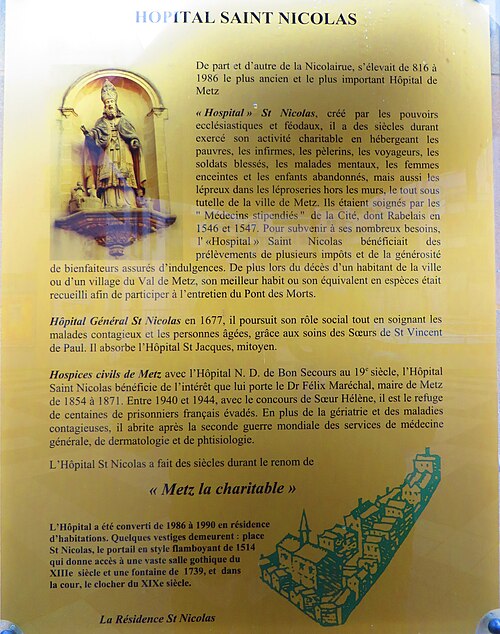 HOPITAL SAINT NICOLAS
De part et d'autre de la Nicolairue, s'élevait de 816 à
1986 le plus ancien et le plus important Hôpital de
Metz
« Hospital » St Nicolas, créé par les pouvoirs
ecclésiastiques et féodaux, il a des siècles durant
exercé son activité charitable en hébergeant les
pauvres, les infirmes, les pèlerins, les voyageurs, les
soldats blessés, les malades mentaux, les femmes
enceintes et les enfants abandonnés, mais aussi les
lépreux dans les léproseries hors les murs, le tout sous
tutelle de la ville de Metz. Ils étaient soignés par les
" Médecins stipendiés " de la Cité, dont Rabelais en
1546 et 1547. Pour subvenir à ses nombreux besoins,
l' «Hospital» Saint Nicolas bénéficiait des
prélèvements de plusieurs impôts et de la générosité
de bienfaiteurs assurés d'indulgences. De plus lors du décès d'un habitant de la ville
ou d'un village du Val de Metz, son meilleur habit ou son équivalent en espèces était
recueilli afin de participer à l'entretien du Pont des Morts.
Hôpital Général St Nicolas en 1677, il poursuit son rôle social tout en soignant les
malades contagieux et les personnes âgées, grâce aux soins des Sœurs de St Vincent
de Paul. Il absorbe l'Hôpital St Jacques, mitoyen.
Hospices civils de Metz avec l'Hôpital N. D. de Bon Secours au 19e siècle, l'Hôpital
Saint Nicolas bénéficie de l'intérêt que lui porte le Dr Félix Maréchal, maire de Metz
de 1854 à 1871. Entre 1940 et 1944, avec le concours de Sœur Hélène, il est le refuge
de centaines de prisonniers français évadés. En plus de la gériatrie et des maladies
contagieuses, il abrite après la seconde guerre mondiale des services de médecine
générale, de dermatologie et de phtisiologie.
L'Hôpital St Nicolas a fait des siècles durant le renom de
« Metz la charitable »
L'Hôpital a été converti de 1986 à 1990 en résidence
d'habitations. Quelques vestiges demeurent : place
St Nicolas, le portail en style flamboyant de 1514
qui donne accès à une vaste salle gothique du
XIIIe siècle et une fontaine de 1739, et dans
la cour, le clocher du XIXe siècle.
La Résidence St Nicolas